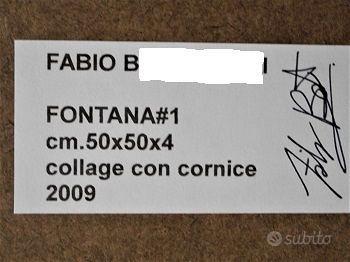 FABIO B I
FONTANA#1
cm.50x50x4
collage con cornice
2009
subito